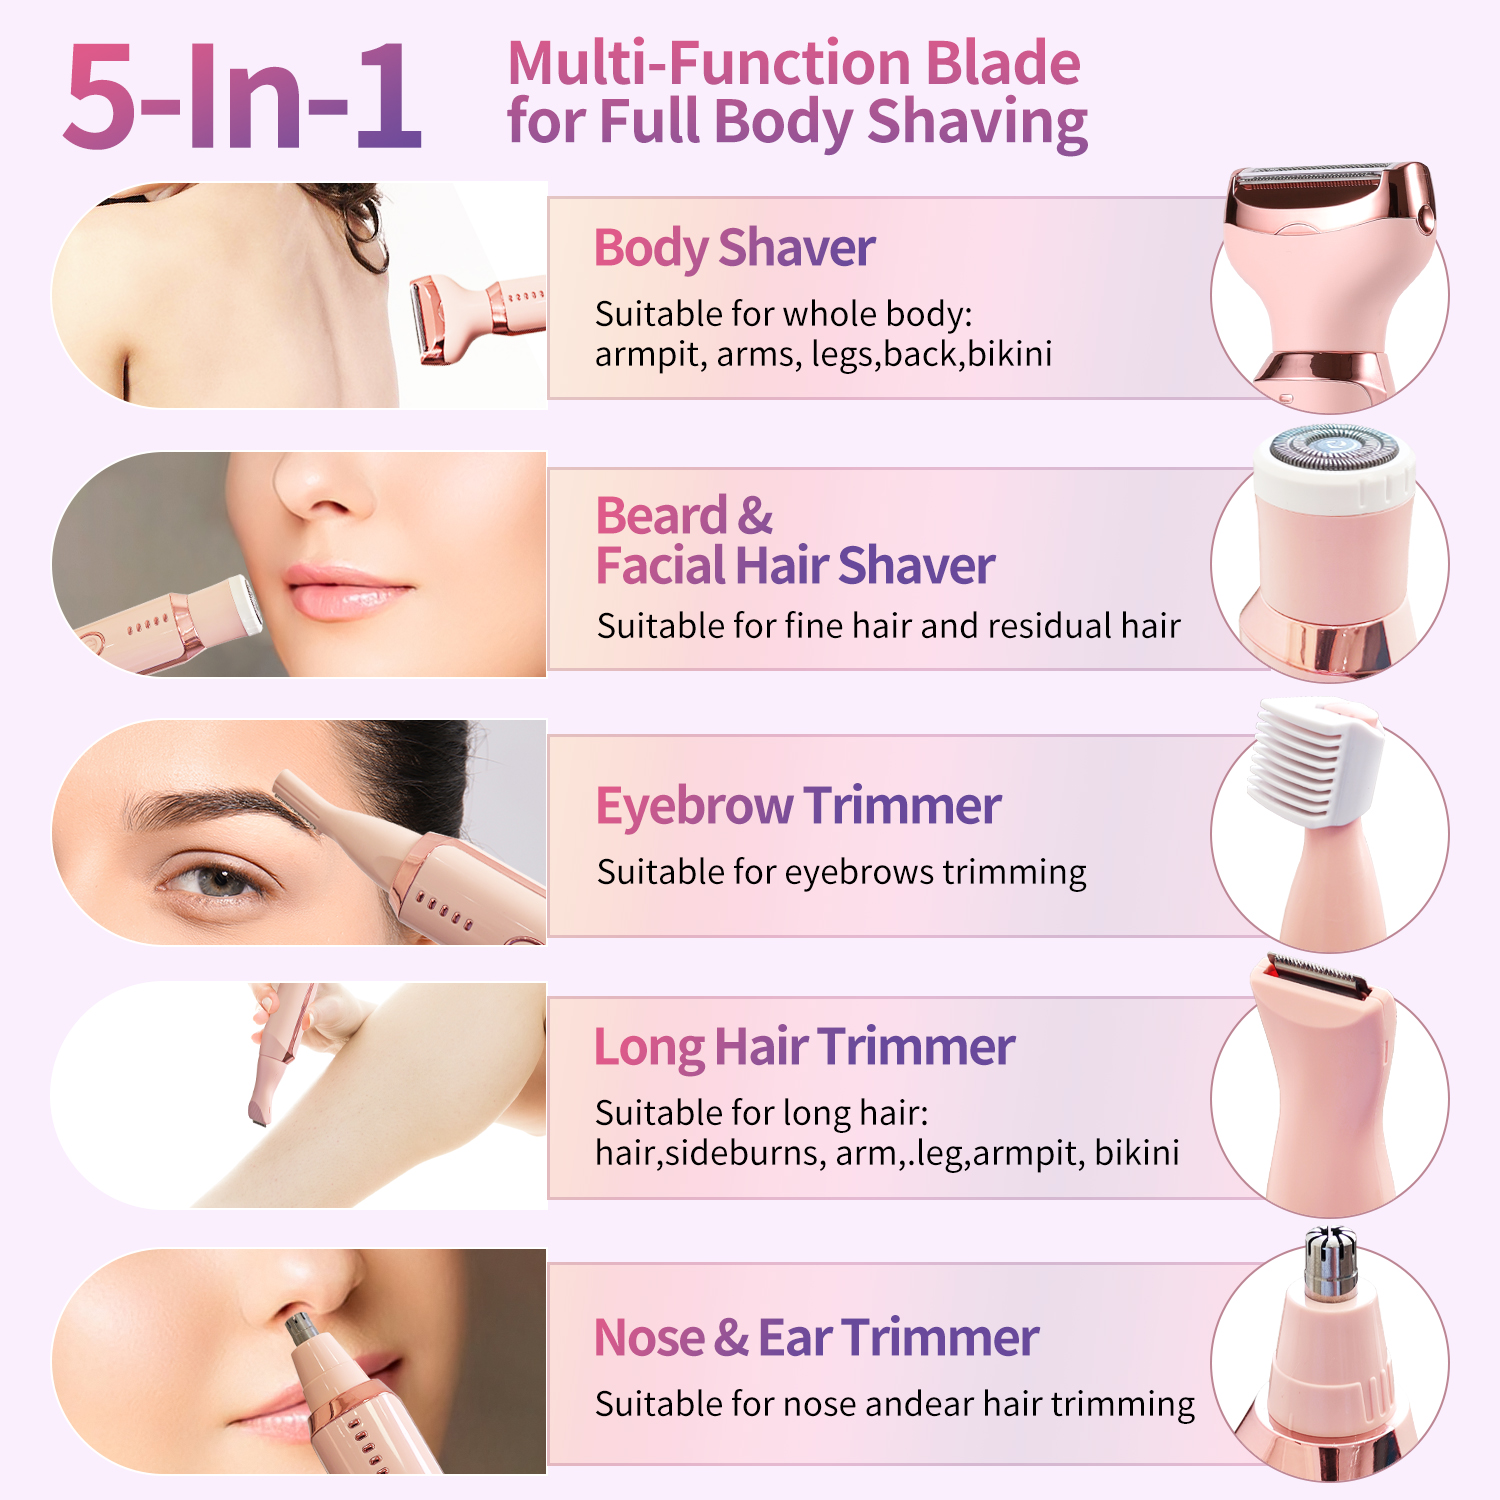 5-In-1
Multi-Function Blade
for Full Body Shaving
Body Shaver
Suitable for whole body:
armpit, arms, legs,back,bikini
Beard &
Facial Hair Shaver
Suitable for fine hair and residual hair
Eyebrow Trimmer
Suitable for eyebrows trimming
Long Hair Trimmer
Suitable for long hair:
hair,sideburns, arm,.leg,armpit, bikini
Nose & Ear Trimmer
Suitable for nose andear hair trimming